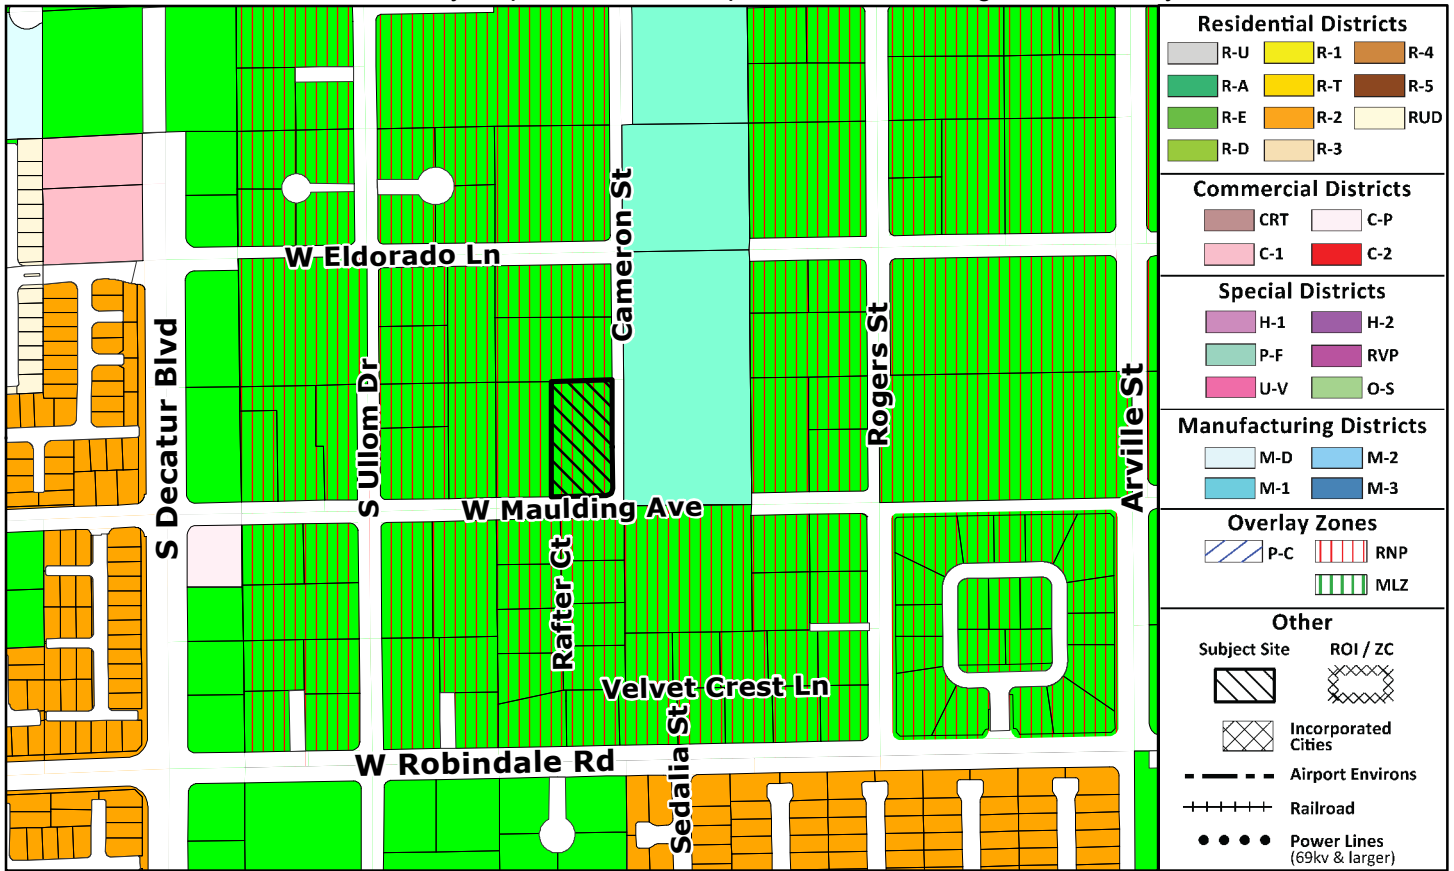 W Eldorado Ln
Cameron St
S Decatur Blvd
S Ullom Dr
Rogers St
Arville St
W Maulding Ave
Rafter Ct
Velvet Crest Ln
Sedalia St
W Robindale Rd
Residential Districts
R-U R-1 R-4
R-A R-T R-5
R-E R-2 RUD
R-D R-3
Commercial Districts
CRT C-P
C-1 C-2
Special Districts
H-1 H-2
P-F RVP
U-V O-S
Manufacturing Districts
M-D M-2
M-1 M-3
Overlay Zones
P-C RNP
MLZ
Other
Subject Site ROI / ZC
Incorporated
Cities
Airport Environs
Railroad
Power Lines
(69kv & larger)